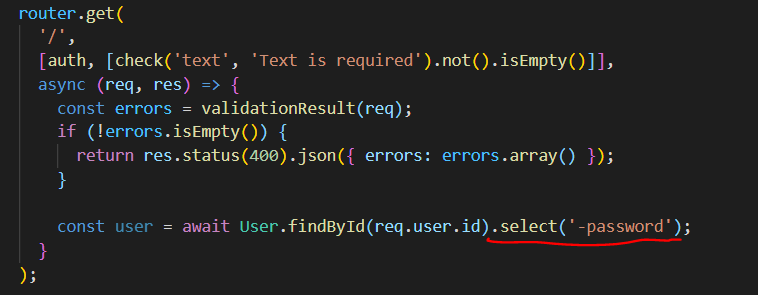 router.get(
'/',
[auth, [check('text', 'Text is required').not().isEmpty()]],
async (req, res) => {
const errors = validationResult(req);
if (!errors.isEmpty()) {
return res.status(400).json({ errors: errors.array() });
}
const user = await User.findById(req.user.id).select('-password');
}
);